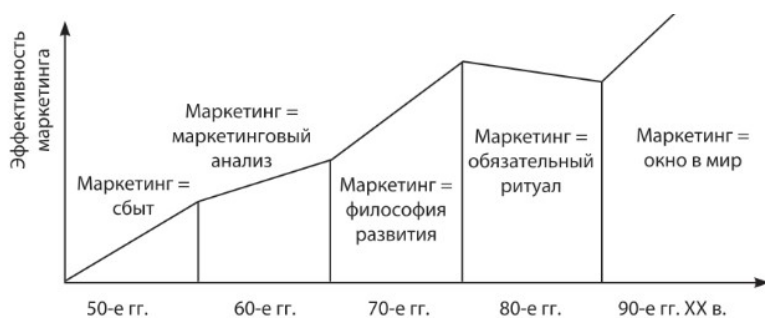 Эффективность
маркетинга
Маркетинг =
сбыт
Маркетинг =
маркетинговый
анализ
Маркетинг =
философия
развития
Маркетинг =
обязательный
ритуал
Маркетинг =
окно в мир
50-е гг.
60-е гг.
70-е гг.
80-е гг.
90-е гг. XX в.